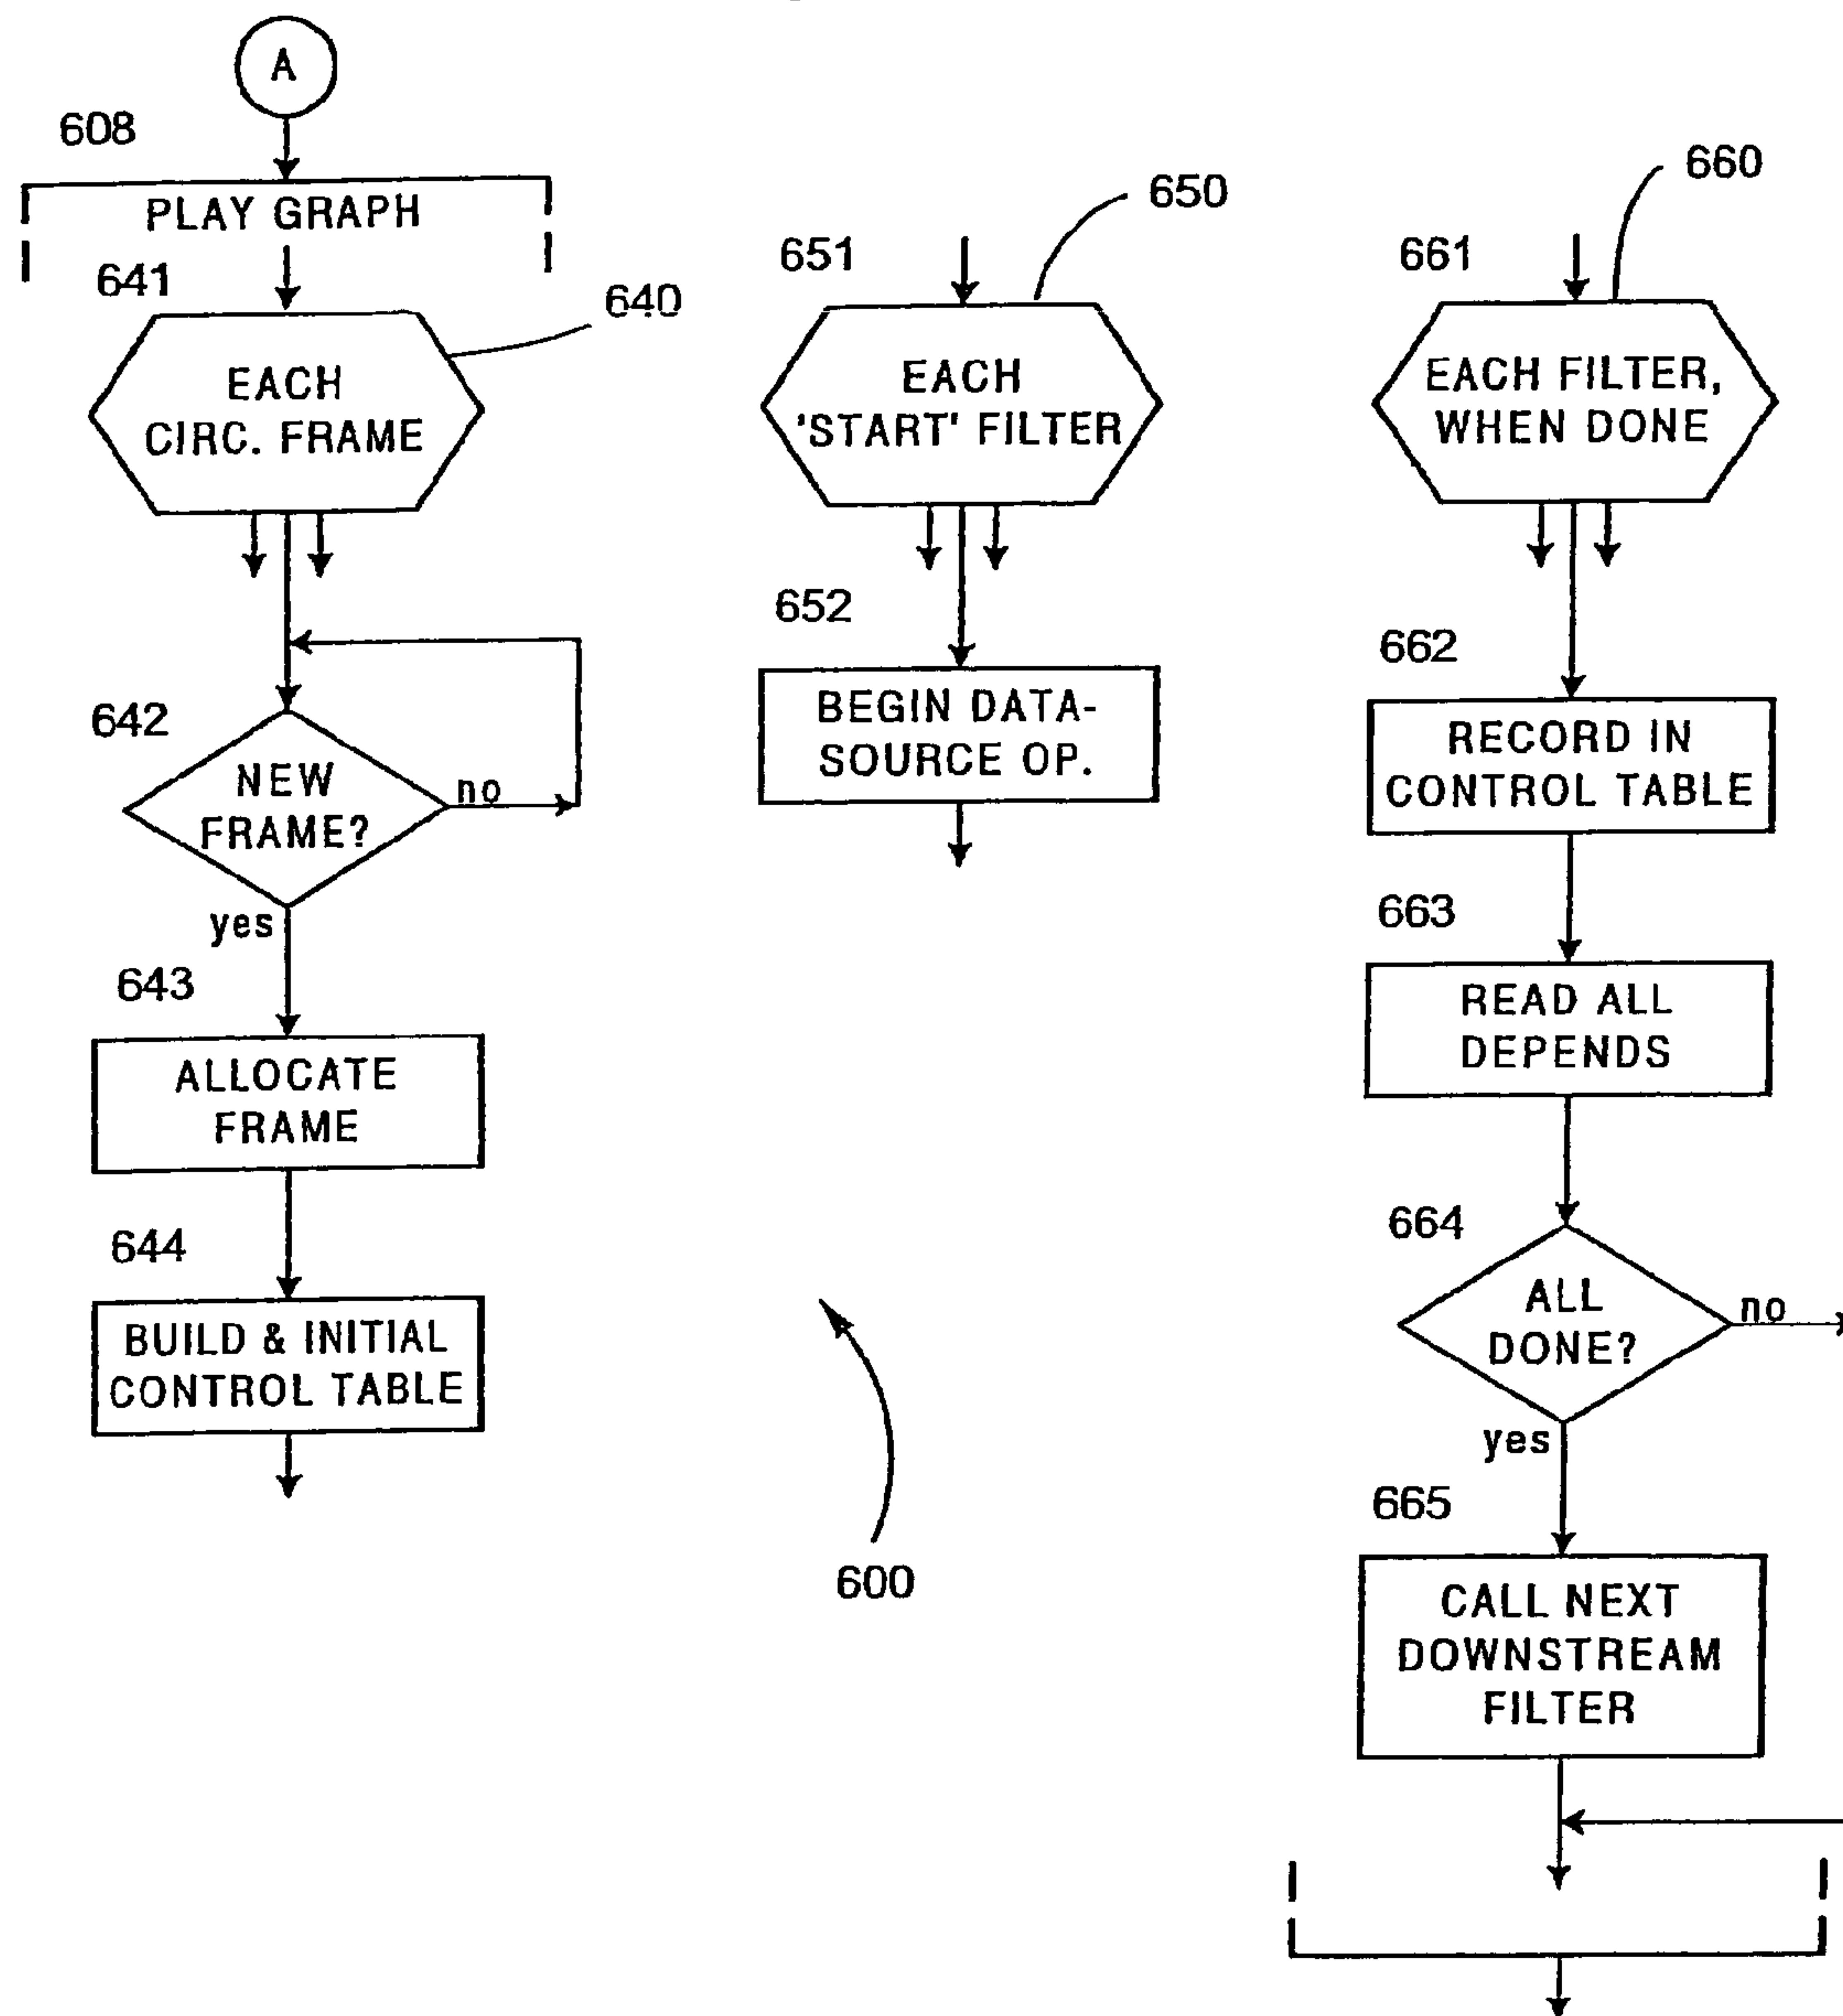 A
608
PLAY GRAPH
641
640
EACH
CIRC. FRAME
642
NEW
FRAME?
no
yes
643
ALLOCATE
FRAME
644
BUILD & INITIAL
CONTROL TABLE
651
650
EACH
'START' FILTER
652
BEGIN DATA-
SOURCE OP.
600
661
660
EACH FILTER,
WHEN DONE
662
RECORD IN
CONTROL TABLE
663
READ ALL
DEPENDS
664
ALL
DONE?
no
yes
665
CALL NEXT
DOWNSTREAM
FILTER